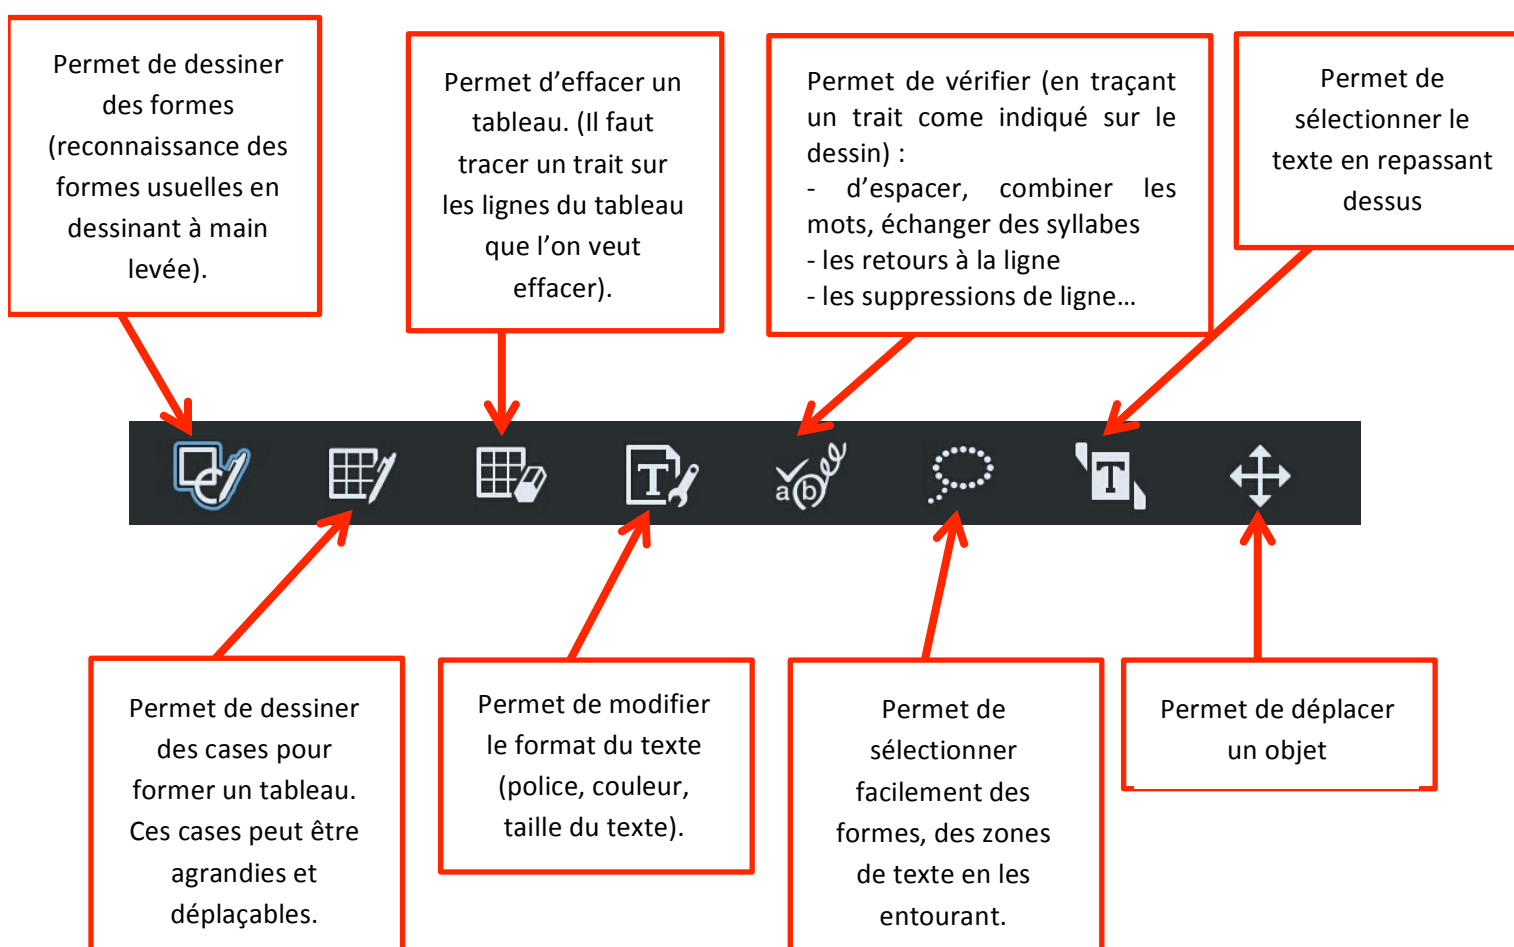 Permet de dessiner
des formes
(reconnaissance des
formes usuelles en
dessinant à main
levée).
Permet d’effacer un
tableau. (Il faut
tracer un trait sur
les lignes du tableau
que l’on veut
effacer).
Permet de vérifier (en traçant
un trait come indiqué sur le
dessin) :
- d’espacer, combiner les
mots, échanger des syllabes
- les retours à la ligne
- les suppressions de ligne…
Permet de
sélectionner le
texte en repassant
dessus
T
a(b)
T
Permet de dessiner
des cases pour
former un tableau.
Ces cases peut être
agrandies et
déplaçables.
Permet de modifier
le format du texte
(police, couleur,
taille du texte).
Permet de
sélectionner
facilement des
formes, des zones
de texte en les
entourant.
Permet de déplacer
un objet